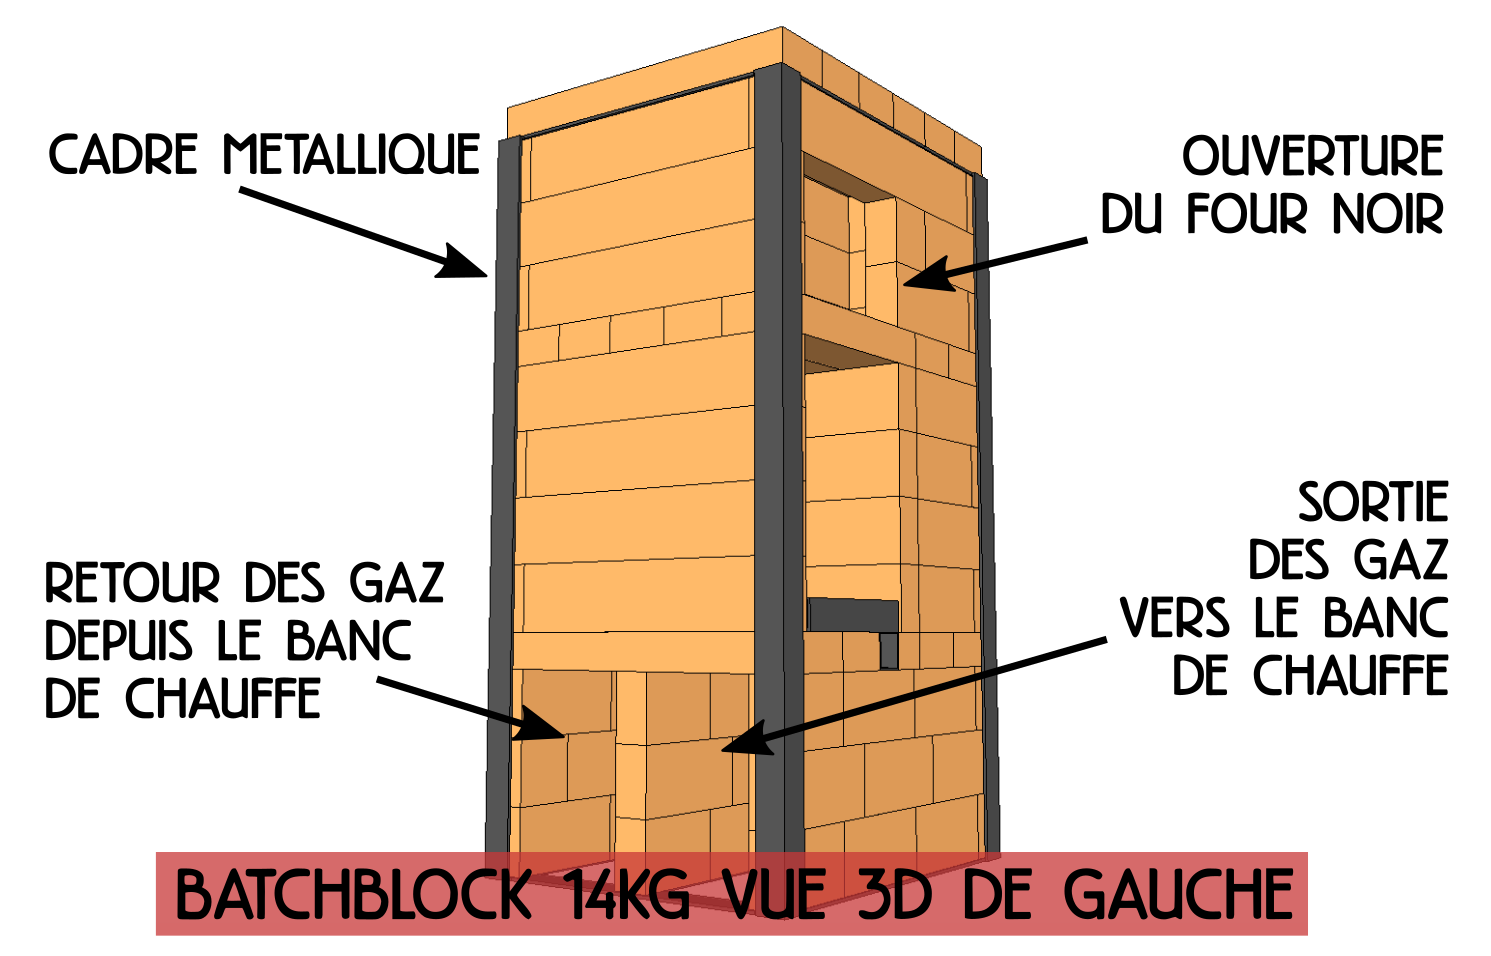 CADRE METALLIQUE
OUVERTURE
DU FOUR NOIR
SORTIE
DES GAZ
VERS LE BANC
DE CHAUFFE
RETOUR DES GAZ
DEPUIS LE BANC
DE CHAUFFE
BATCHBLOCK 14KG VUE 3D DE GAUCHE